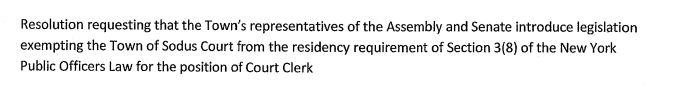 Resolution requesting that the Town's representatives of the Assembly and Senate introduce legislation
exempting the Town of Sodus Court from the residency requirement of Section 3(8) of the New York
Public Officers Law for the position of Court Clerk